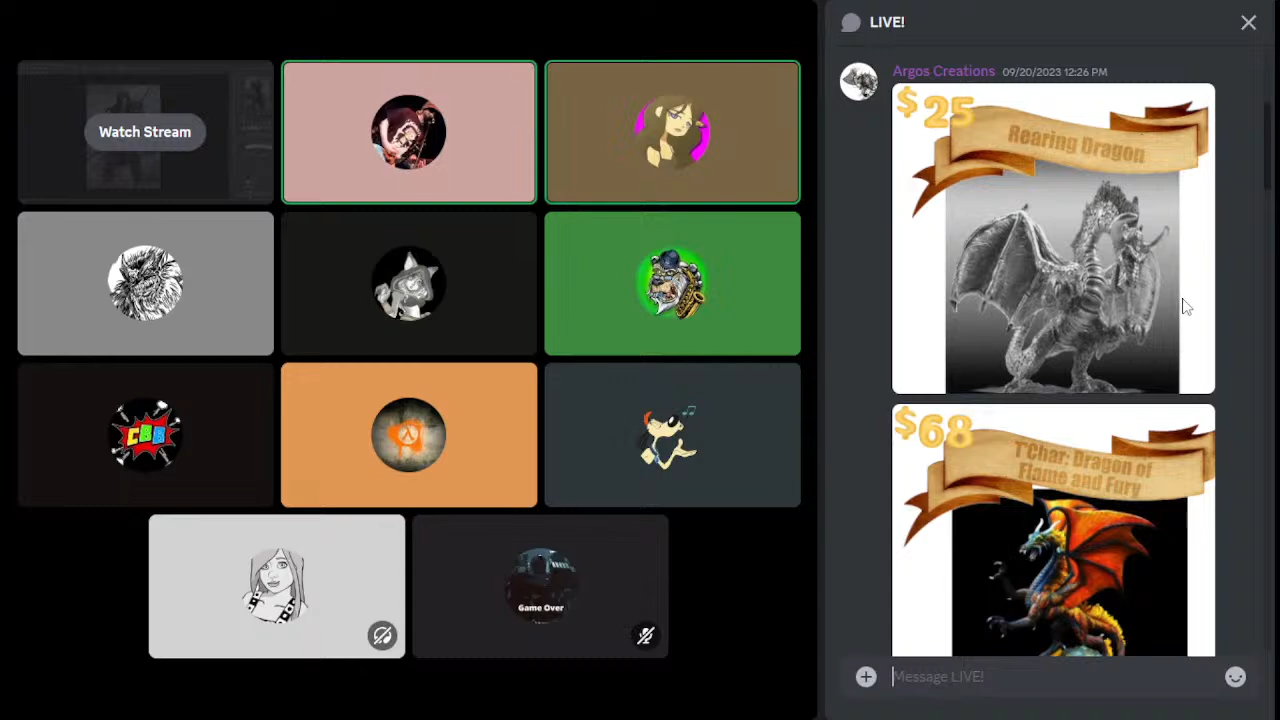 LIVE!
Argos Creations 09/20/2023 12:26 PM
Watch Stream
$25
Rearing Dragon
$68
T'Char: Dragon of
Flame and Fury
CBB
Game Over
Message LIVE!